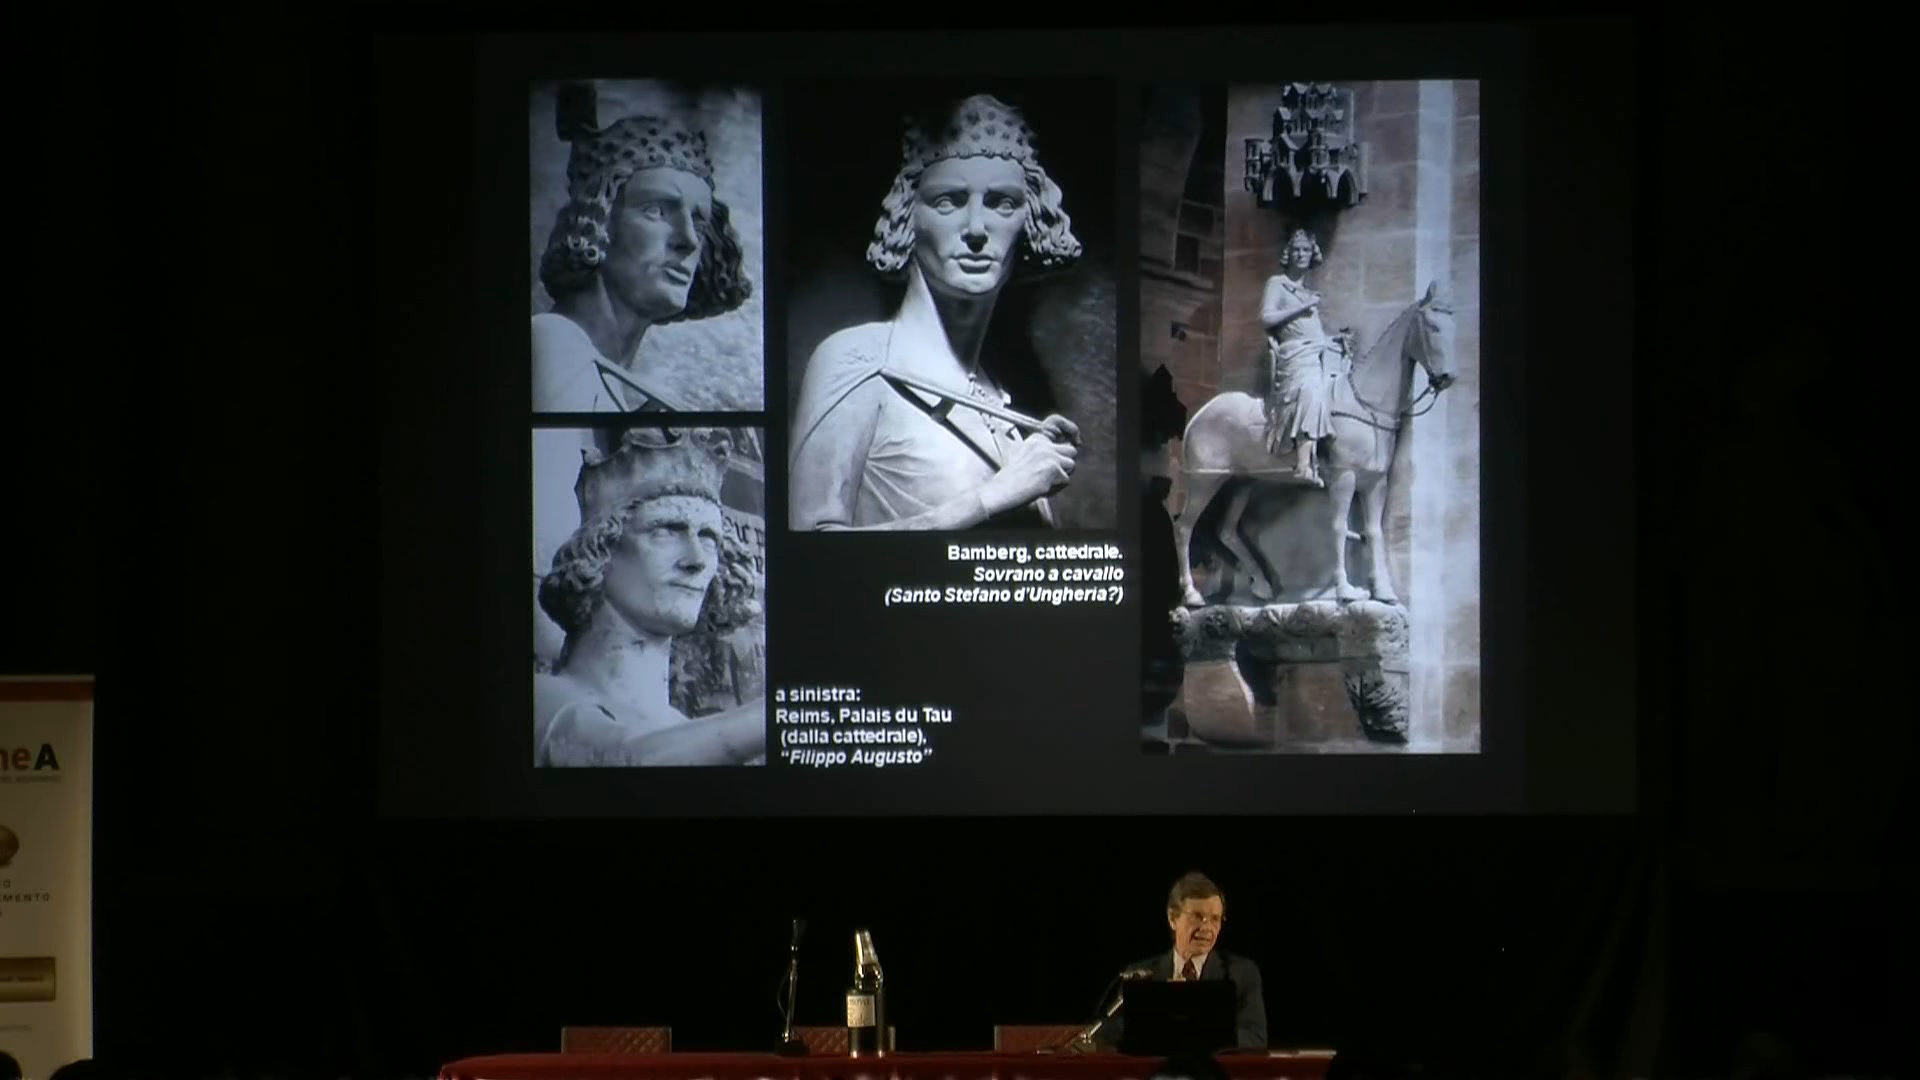 Bamberg, cattedrale.
Sovrano a cavallo
(Santo Stefano d'Ungheria?)
a sinistra:
Reims, Palais du Tau
(dalla cattedrale),
“Filippo Augusto”